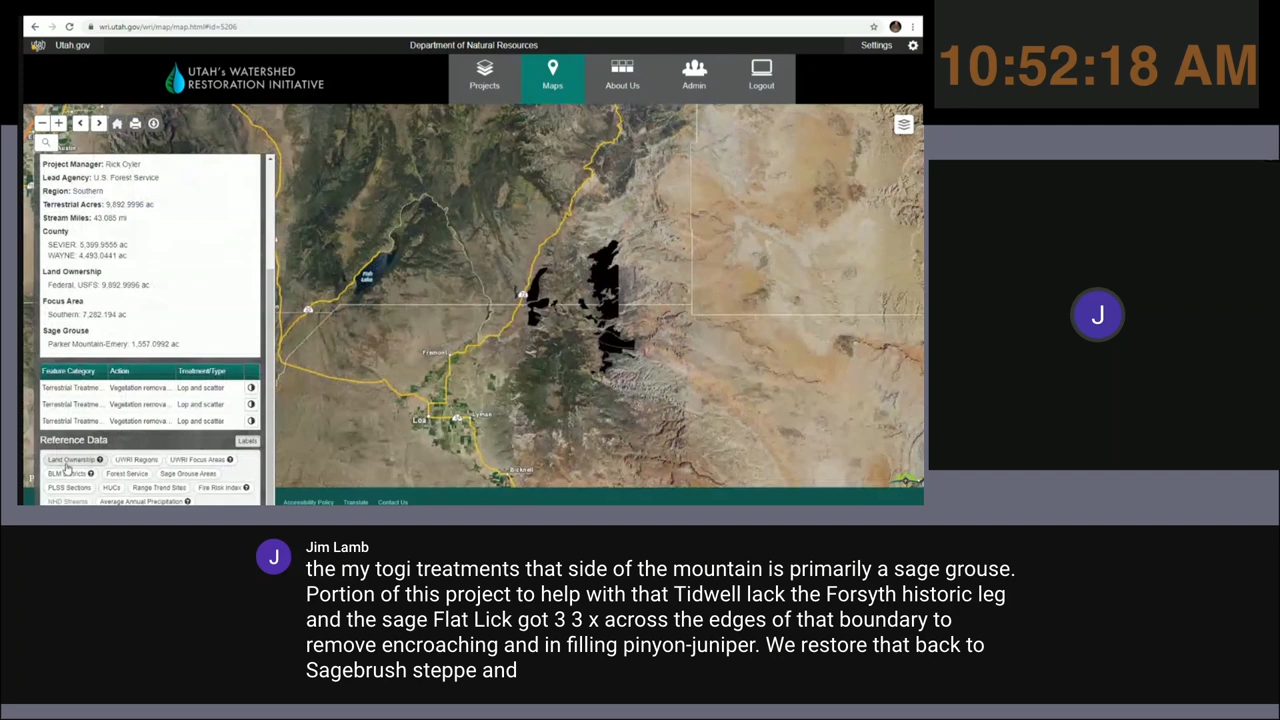 wri.utah.gov/wri/map/map.html#id=5206
Utah.gov
Department of Natural Resources
Settings
10:52:18 AM
UTAH'S WATERSHED
RESTORATION INITIATIVE
Projects
Maps
About Us
Admin
Logout
Project Manager: Rick Oyler
Lead Agency: U.S. Forest Service
Region: Southern
Terrestrial Acres: 9,892.9996 ac
Stream Miles: 43.085 mi
County
SEVIER: 5,399.9555 ac
WAYNE: 4,493.0441 ac
Land Ownership
Federal, USFS: 9,892.9996 ac
Focus Area
Southern: 7,282.194 ac
Sage Grouse
Parker Mountain-Emery: 1,557.0992 ac
Feature Category Action Treatment/Type
Terrestrial Treatme... Vegetation remova... Lop and scatter
Terrestrial Treatme... Vegetation remova... Lop and scatter
Terrestrial Treatme... Vegetation remova... Lop and scatter
Reference Data Labels
Land Ownership UWRI Regions UWRI Focus Areas
BLM Districts Forest Service Sage Grouse Areas
PLSS Sections HUCs Range Trend Sites Fire Risk Index
NHD Streams Average Annual Precipitation
Fish
Lake
Fremont
Loa
Lyman
Bicknell
Accessibility Policy Translate Contact Us
J
J
Jim Lamb
the my togi treatments that side of the mountain is primarily a sage grouse.
Portion of this project to help with that Tidwell lack the Forsyth historic leg
and the sage Flat Lick got 3 3 x across the edges of that boundary to
remove encroaching and in filling pinyon-juniper. We restore that back to
Sagebrush steppe and